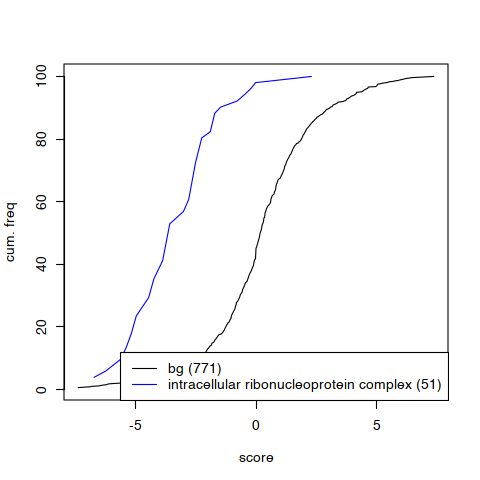 100
80
60
40
20
0
cum. freq
bg (771)
intracellular ribonucleoprotein complex (51)
-5 0 5
score